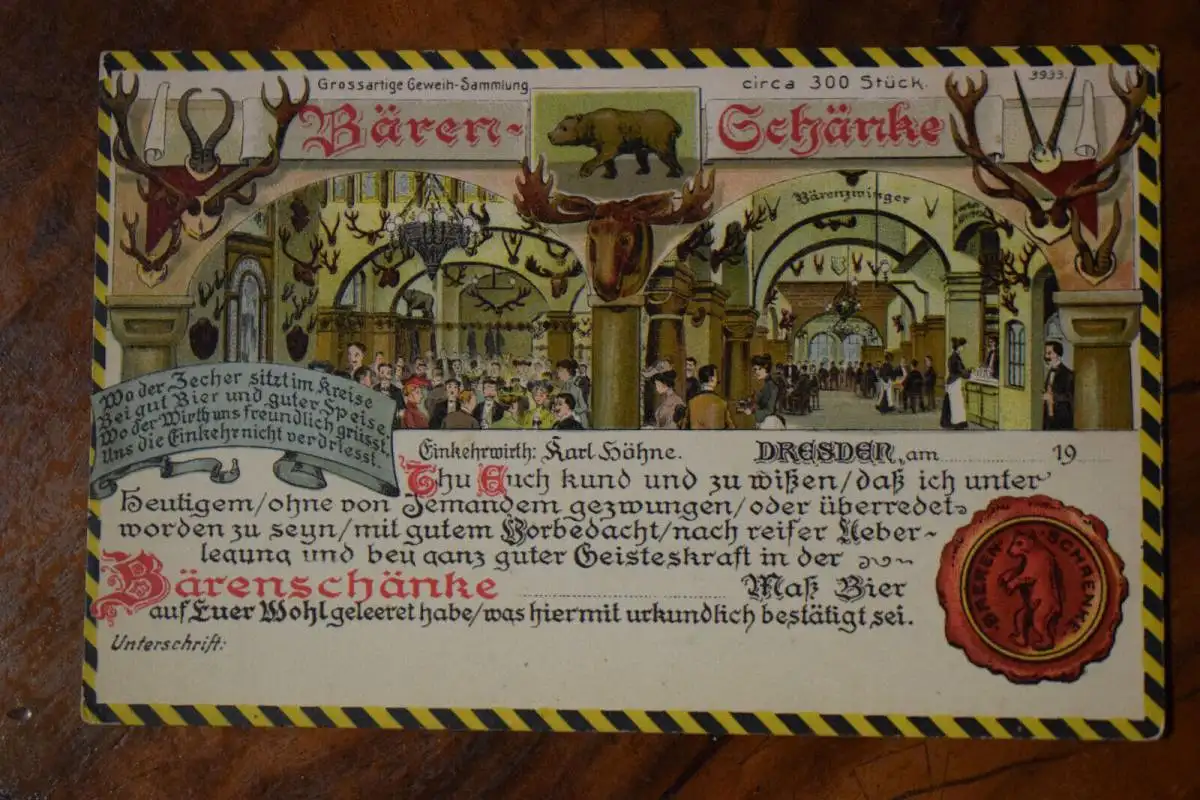 Grossartige Geweih-Sammlung circa 300 Stück.
3933.
Bären-Schänke
Bärenzwinger
Wo der Zecher sitzt im Kreise
Bei gut Bier und guter Speise,
Wo der Wirth uns freundlich grüsst,
Uns die Einkehr nicht verdriesst.
Einkehrwirth: Karl Höhne. DRESDEN, am 19
Thu Euch kund und zu wißen/daß ich unter
heutigem/ohne von Jemandem gezwungen/oder überredet
worden zu seyn/mit gutem Vorbedacht/nach reifer Ueber-
legung und bey ganz guter Geisteskraft in der
Bärenschänke Maß Bier
auf Euer Wohl geleeret habe/was hiermit urkundlich bestätigt sei.
Unterschrift:
BAEREN SCHAENKE